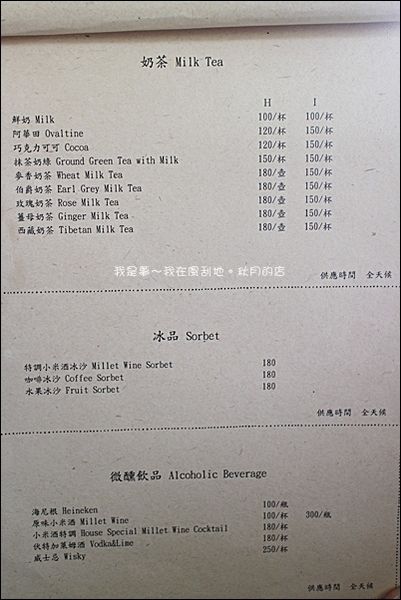 奶茶 Milk Tea
H I
鮮奶 Milk 100/杯 100/杯
阿華田 Ovaltine 120/杯 150/杯
巧克力可可 Cocoa 120/杯 150/杯
抹茶奶綠 Ground Green Tea with Milk 150/杯 150/杯
麥香奶茶 Wheat Milk Tea 180/壺 150/杯
伯爵奶茶 Earl Grey Milk Tea 180/壺 150/杯
玫瑰奶茶 Rose Milk Tea 180/壺 150/杯
薑母奶茶 Ginger Milk Tea 180/壺 150/杯
西藏奶茶 Tibetan Milk Tea 180/壺 150/杯
我是事～我在風刮地。秋月的店
供應時間 全天候
冰品 Sorbet
特調小米酒冰沙 Millet Wine Sorbet 180
咖啡冰沙 Coffee Sorbet 180
水果冰沙 Fruit Sorbet 180
供應時間 全天候
微醺飲品 Alcoholic Beverage
海尼根 Heineken 100/瓶
原味小米酒 Millet Wine 100/杯 300/瓶
小米酒特調 House Special Millet Wine Cocktail 180/杯
伏特加萊姆酒 Vodka&Lime 180/杯
威士忌 Wisky 250/杯
供應時間 全天候